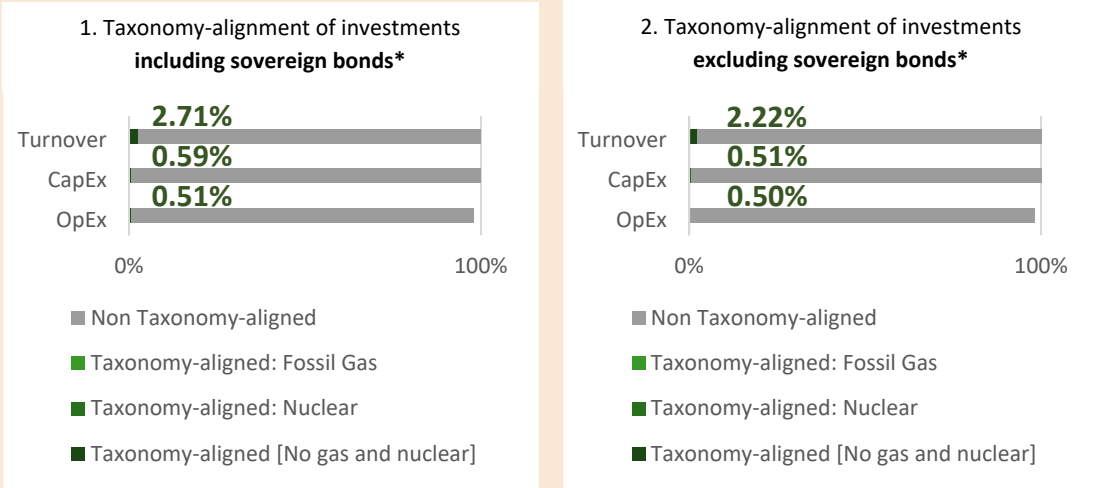 1. Taxonomy-alignment of investments
including sovereign bonds*
2.71%
Turnover
0.59%
CapEx
0.51%
OpEx
0%
100%
Non Taxonomy-aligned
Taxonomy-aligned: Fossil Gas
Taxonomy-aligned: Nuclear
Taxonomy-aligned [No gas and nuclear]
2. Taxonomy-alignment of investments
excluding sovereign bonds*
2.22%
Turnover
0.51%
CapEx
0.50%
OpEx
0%
100%
Non Taxonomy-aligned
Taxonomy-aligned: Fossil Gas
Taxonomy-aligned: Nuclear
Taxonomy-aligned [No gas and nuclear]